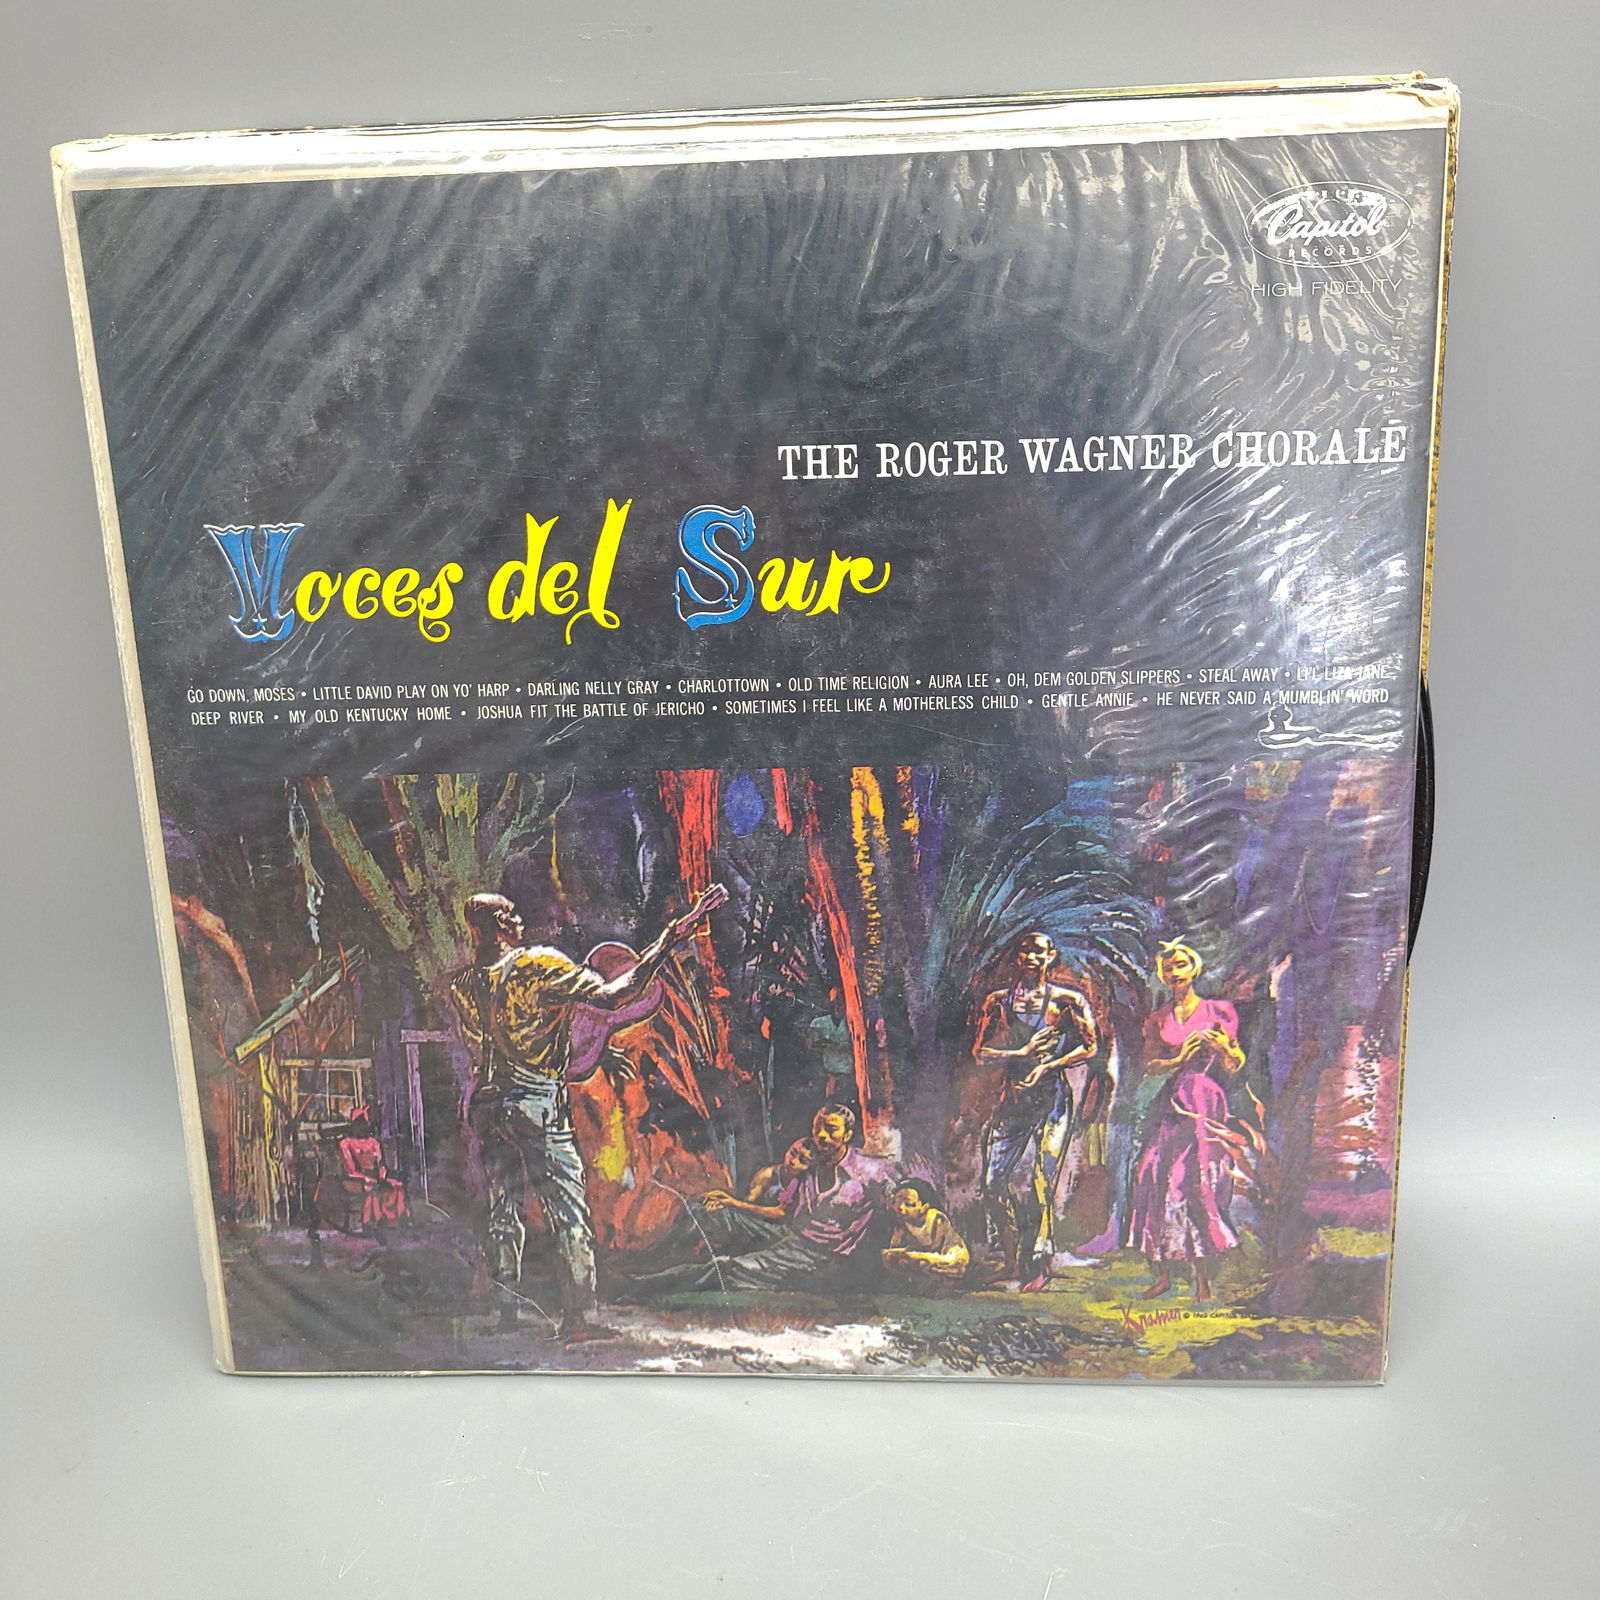 Capitol
RECORDS
HIGH FIDELITY
THE ROGER WAGNER CHORALE
Voces del Sur
GO DOWN, MOSES • LITTLE DAVID PLAY ON YO' HARP • DARLING NELLY GRAY • CHARLOTTOWN • OLD TIME RELIGION • AURA LEE • OH, DEM GOLDEN SLIPPERS • STEAL AWAY • LI'L LIZA JANE
DEEP RIVER • MY OLD KENTUCKY HOME • JOSHUA FIT THE BATTLE OF JERICHO • SOMETIMES I FEEL LIKE A MOTHERLESS CHILD • GENTLE ANNIE • HE NEVER SAID A MUMBLIN' WORD
© 1960 CAPITOL